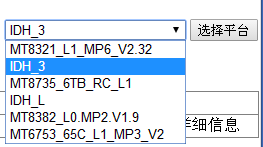 IDH_3 选择平台
MT8321_L1_MP6_V2.32
IDH_3
MT8735_6TB_RC_L1
IDH_L
MT8382_L0.MP2.V1.9
MT6753_65C_L1_MP3_V2
细信息